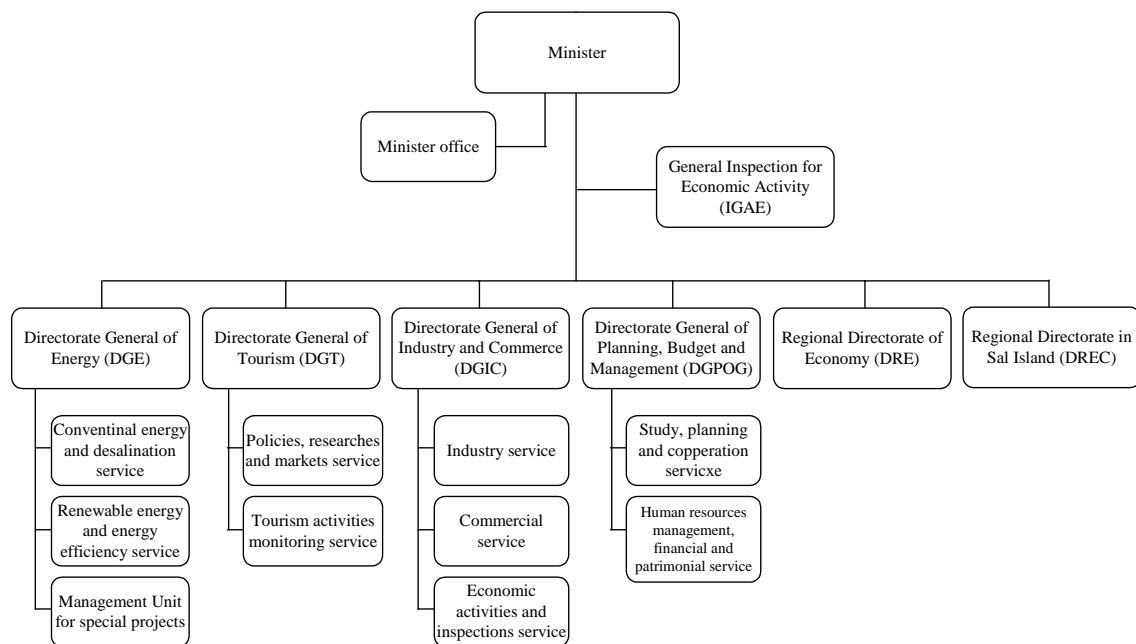 Minister
Minister office
General Inspection for
Economic Activity
(IGAE)
Directorate General of
Energy (DGE)
Directorate General of
Tourism (DGT)
Directorate General of
Industry and Commerce
(DGIC)
Directorate General of
Planning, Budget and
Management (DGPOG)
Regional Directorate of
Economy (DRE)
Regional Directorate in
Sal Island (DREC)
Conventinal energy
and desalination
service
Renewable energy
and energy
efficiency service
Management Unit
for special projects
Policies, researches
and markets service
Tourism activities
monitoring service
Industry service
Commercial
service
Economic
activities and
inspections service
Study, planning
and copperation
servicxe
Human resources
management,
financial and
patrimonial service